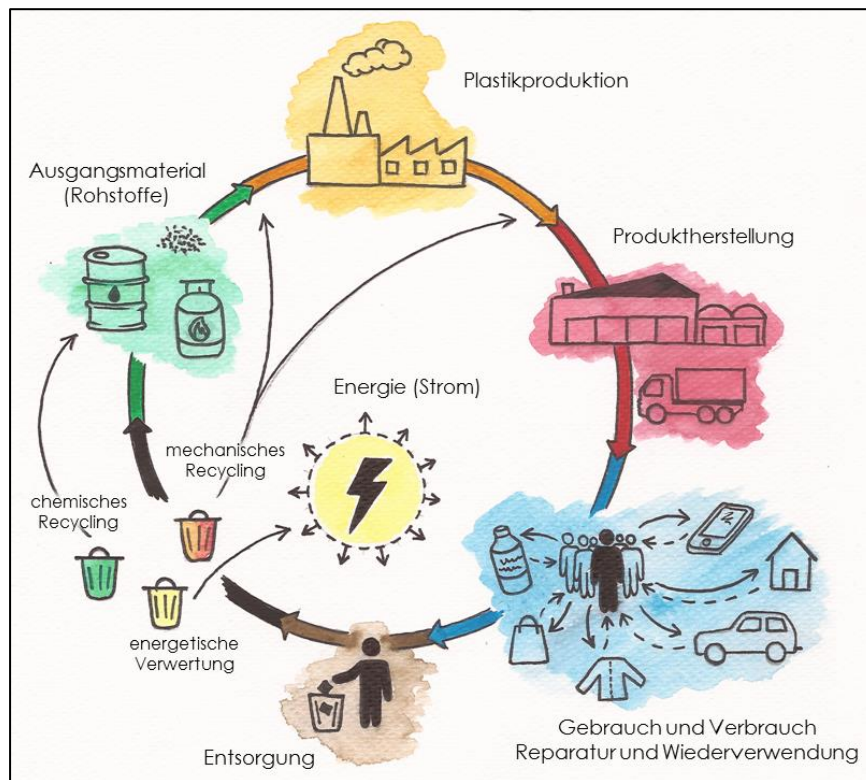 Plastikproduktion
Ausgangsmaterial
(Rohstoffe)
Produktherstellung
Energie (Strom)
mechanisches
Recycling
chemisches
Recycling
energetische
Verwertung
Entsorgung
Gebrauch und Verbrauch
Reparatur und Wiederverwendung